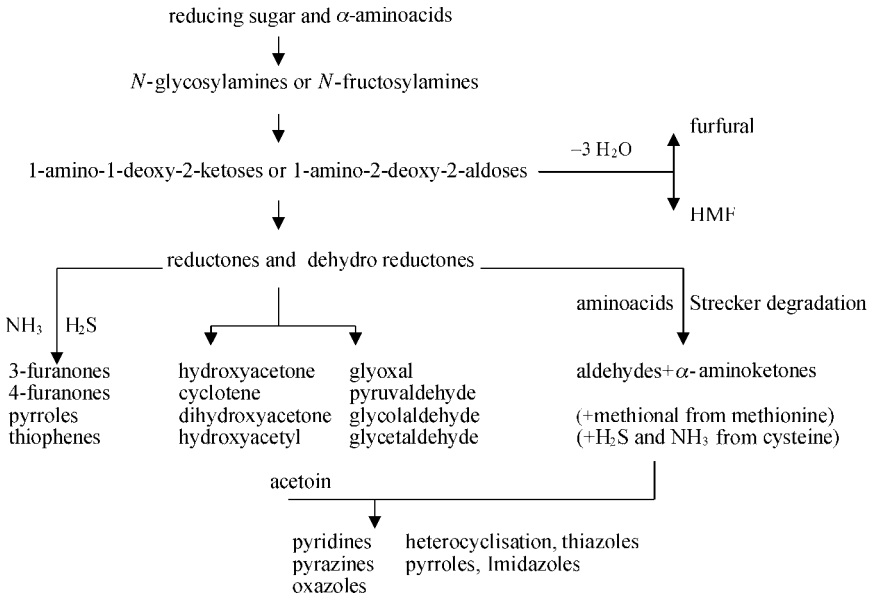 reducing sugar and α-aminoacids
N-glycosylamines or N-fructosylamines
furfural
–3 H₂O
1-amino-1-deoxy-2-ketoses or 1-amino-2-deoxy-2-aldoses
HMF
reductones and dehydro reductones
NH₃ H₂S
aminoacids Strecker degradation
3-furanones
4-furanones
pyrroles
thiophenes
hydroxyacetone
cyclotene
dihydroxyacetone
hydroxyacetyl
glyoxal
pyruvaldehyde
glycolaldehyde
glycetaldehyde
aldehydes+α-aminoketones
(+methional from methionine)
(+H₂S and NH₃ from cysteine)
acetoin
pyridines
pyrazines
oxazoles
heterocyclisation, thiazoles
pyrroles, Imidazoles